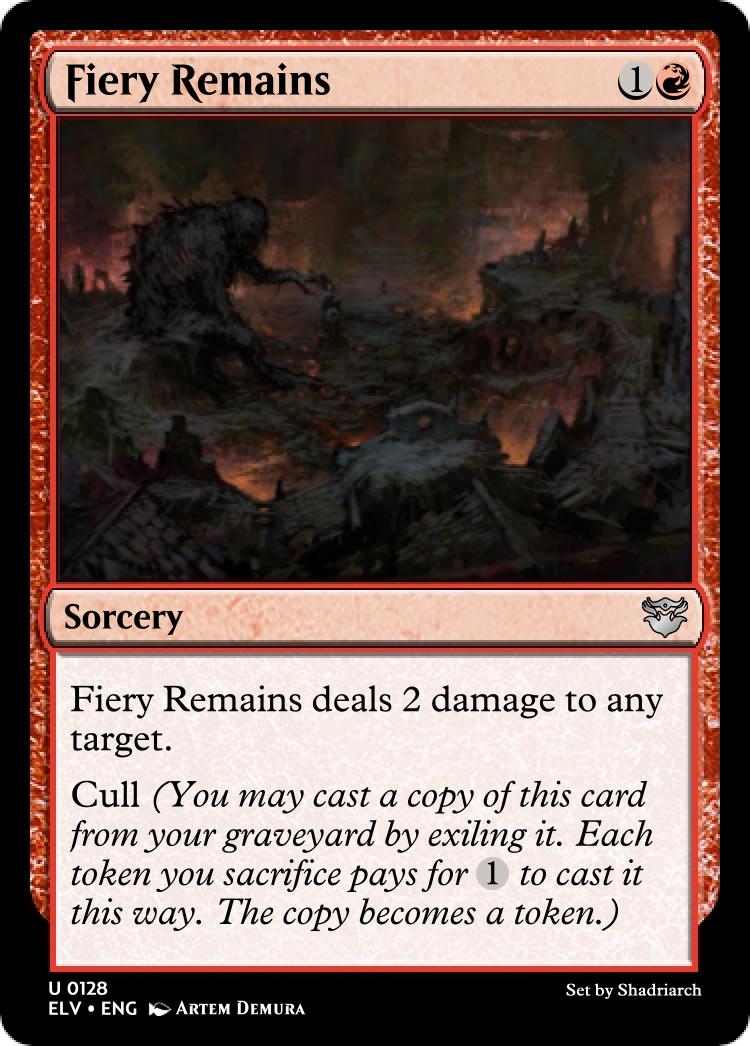 Fiery Remains 1
Sorcery
Fiery Remains deals 2 damage to any
target.
Cull (You may cast a copy of this card
from your graveyard by exiling it. Each
token you sacrifice pays for 1 to cast it
this way. The copy becomes a token.)
U 0128
ELV • ENG ARTEM DEMURA
Set by Shadriarch